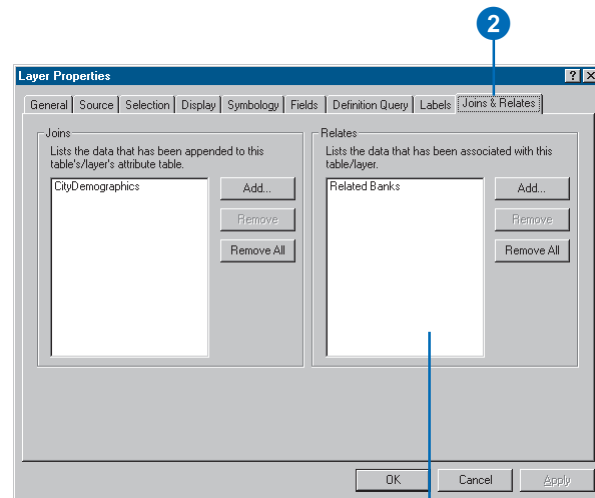 2
Layer Properties
General Source Selection Display Symbology Fields Definition Query Labels Joins & Relates
Joins
Lists the data that has been appended to this
table's/layer's attribute table.
CityDemographics
Add...
Remove
Remove All
Relates
Lists the data that has been associated with this
table/layer.
Related Banks
Add...
Remove
Remove All
OK Cancel Apply